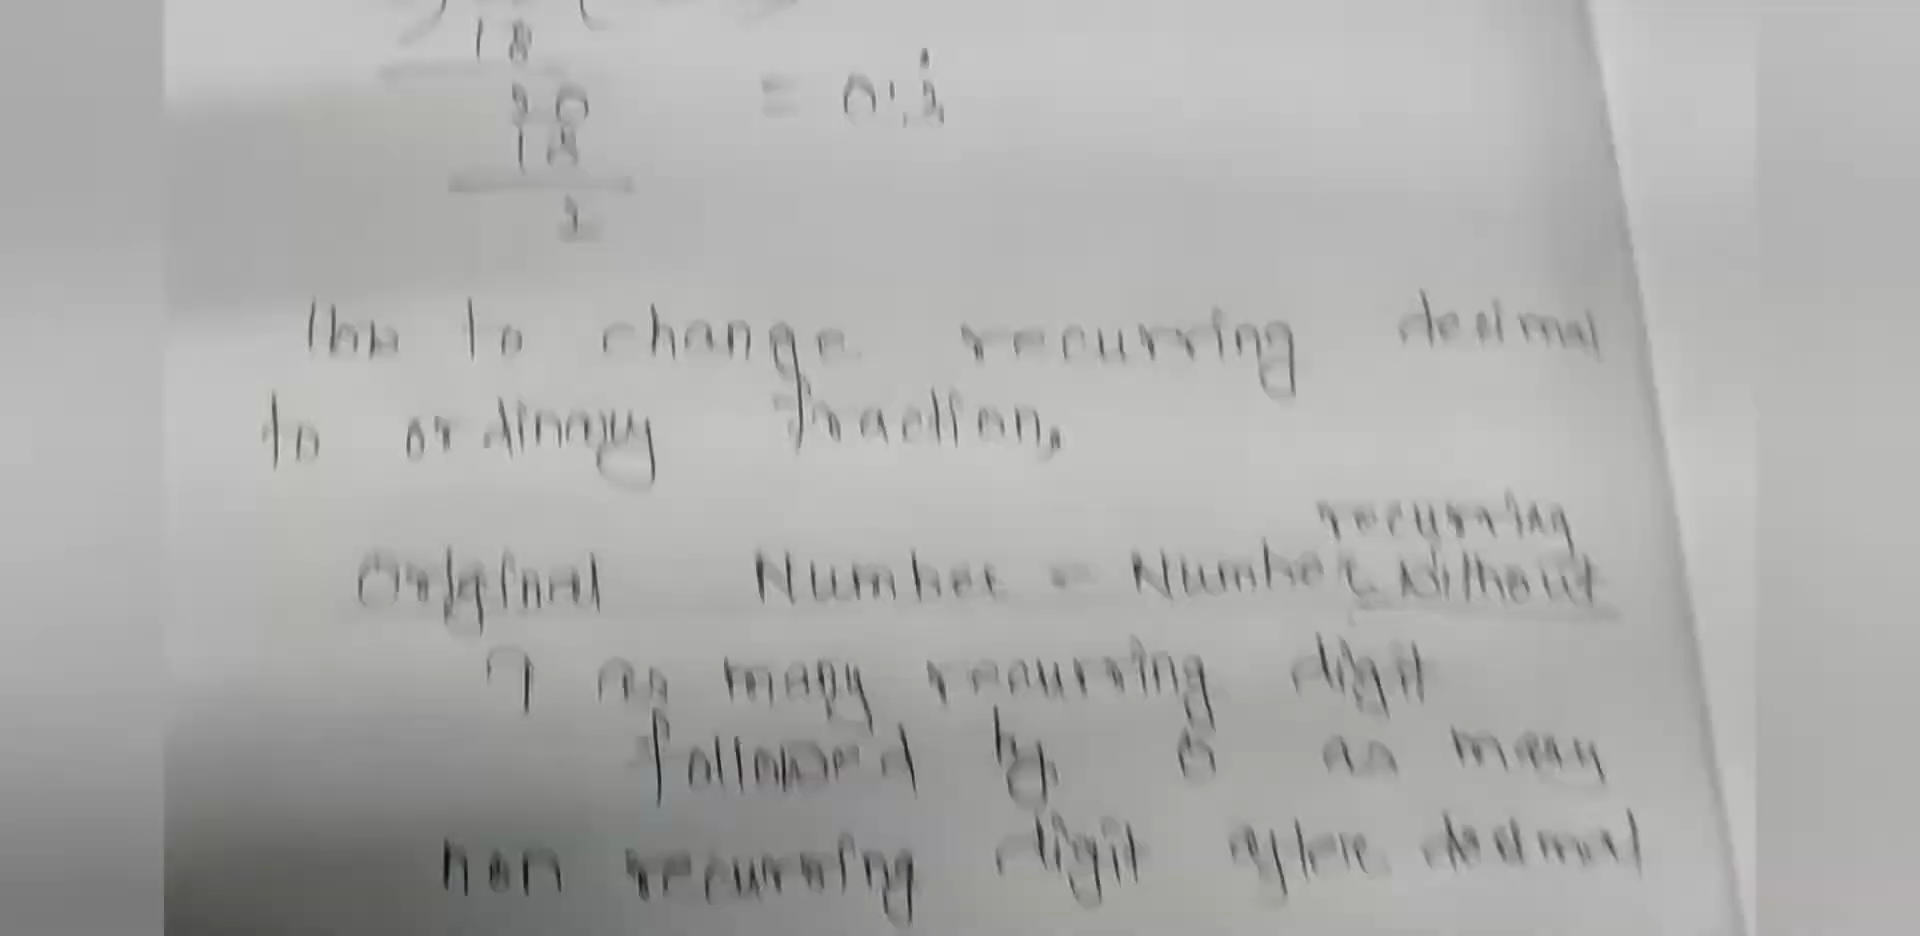 18
20
18
2
= 0.2̇
How to change recurring decimal
to ordinary fraction.
recurring
Original Number - Number without
9 as many recurring digit
followed by 0 as many
non recurring digit after decimal